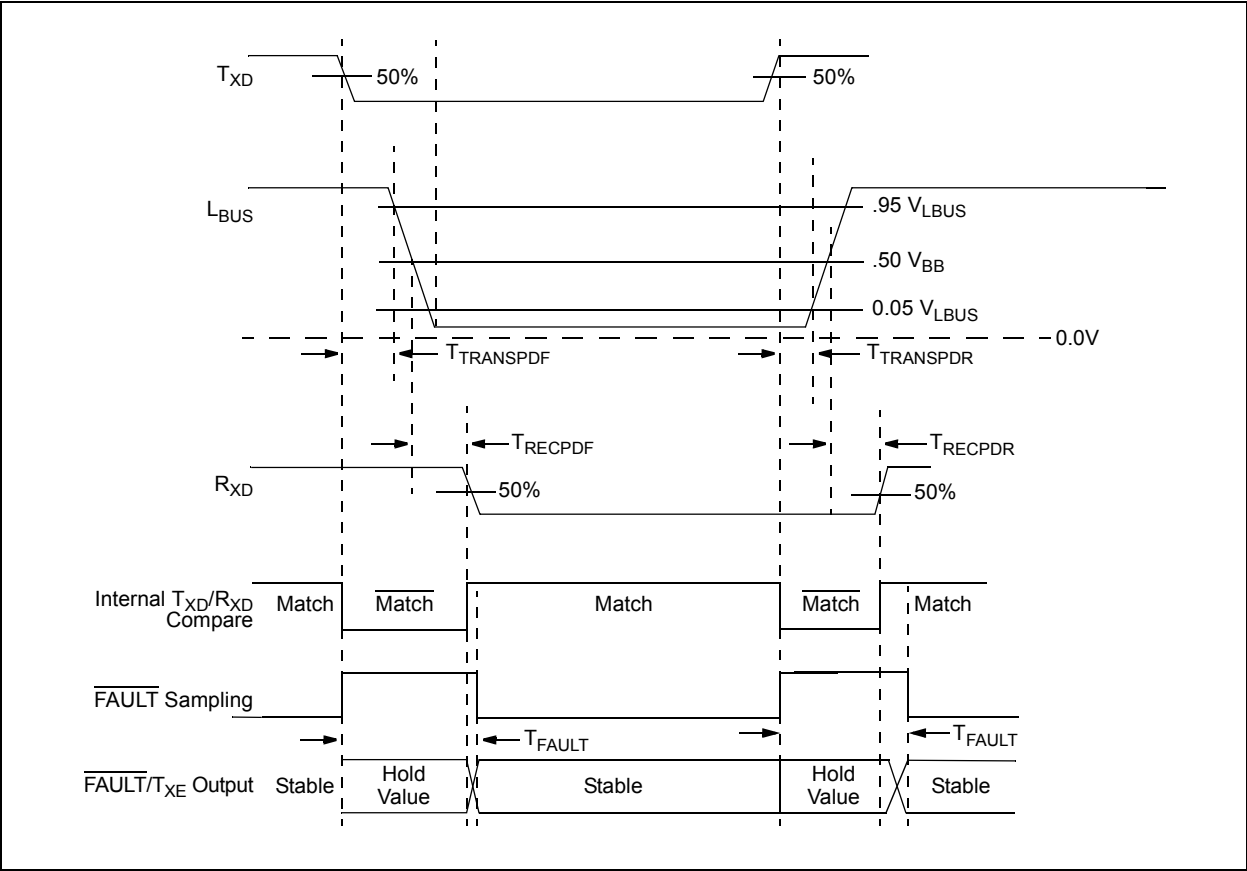 TXD
50%
50%
LBUS
.95 VLBUS
.50 VBB
0.05 VLBUS
0.0V
TTRANSPDF
TTRANSPDR
TRECPDF
TRECPDR
RXD
50%
50%
Internal TXD/RXD
Compare
Match
Match
Match
Match
Match
FAULT Sampling
TFAULT
TFAULT
FAULT/TXE Output
Stable
Hold
Value
Stable
Hold
Value
Stable